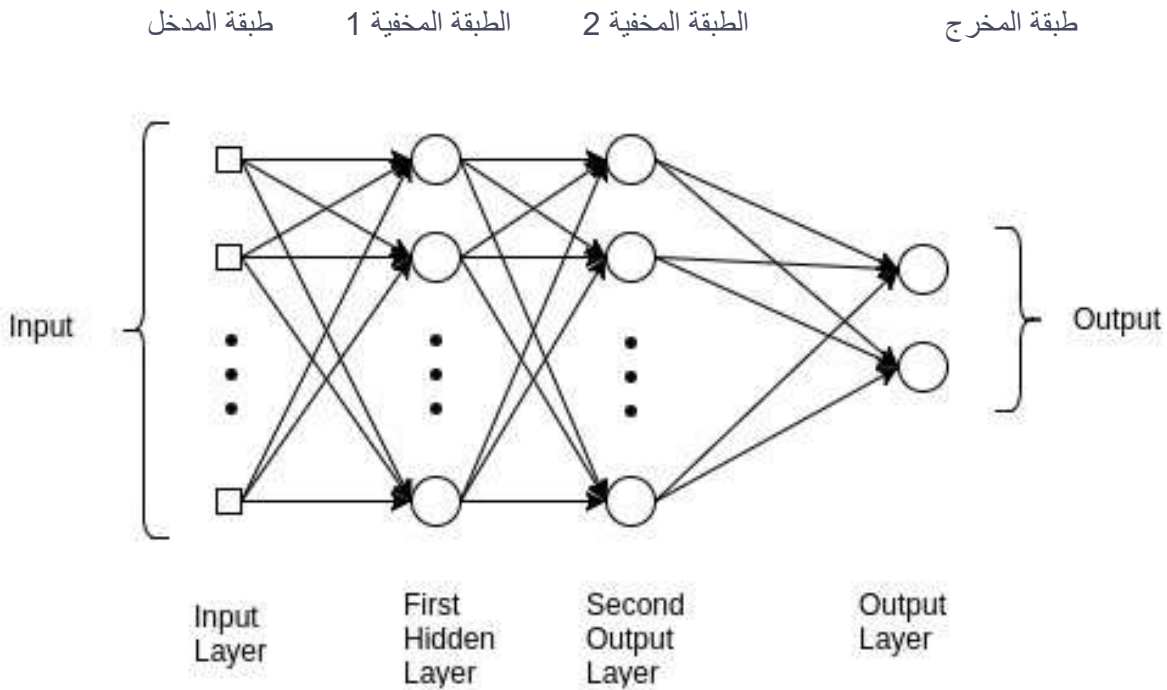 طبقة المدخل
الطبقة المخفية 1
الطبقة المخفية 2
طبقة المخرج
Input
Output
Input
Layer
First
Hidden
Layer
Second
Output
Layer
Output
Layer